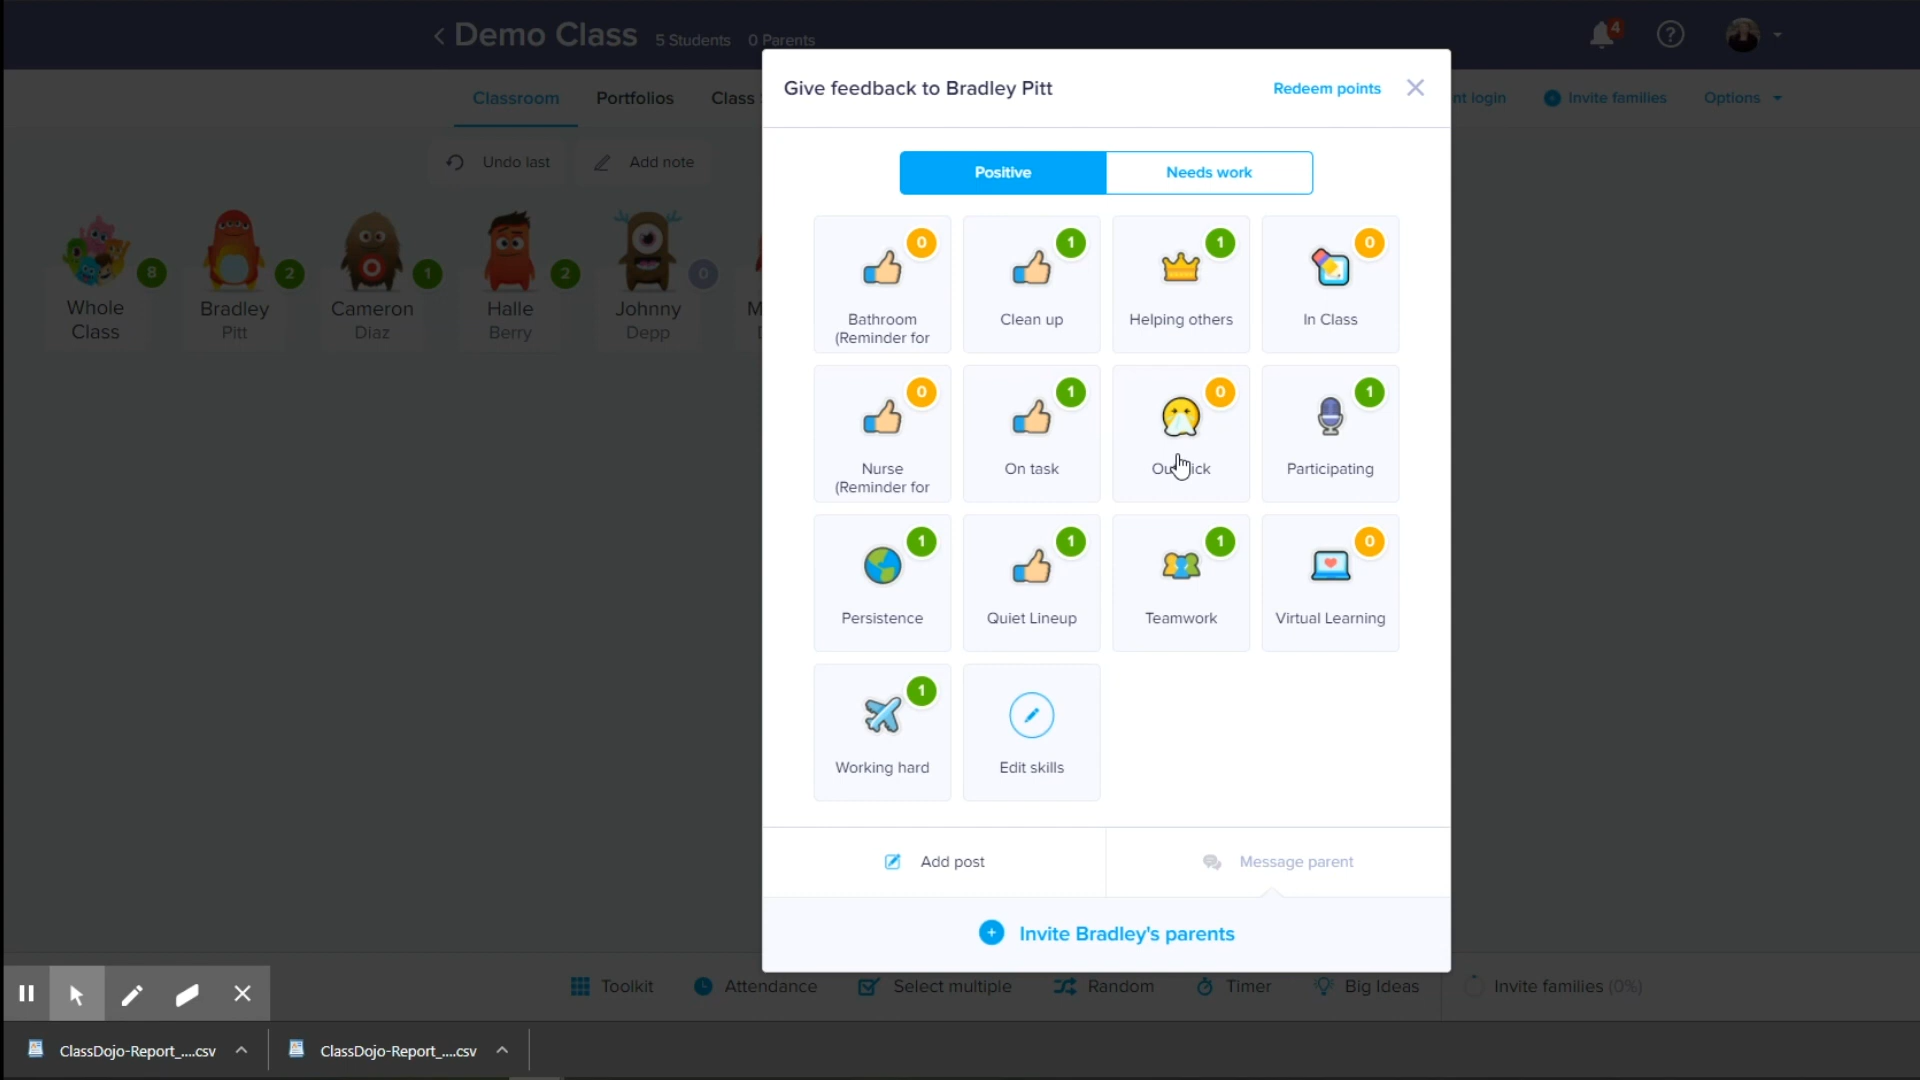 Demo Class 5 Students 0 Parents
4
?
Give feedback to Bradley Pitt
Redeem points
Classroom
Portfolios
Class
nt login
Invite families
Options
Undo last
Add note
Positive
Needs work
8
Whole
Class
2
Bradley
Pitt
1
Cameron
Diaz
2
Halle
Berry
0
Johnny
Depp
M
0
Bathroom
(Reminder for
1
Clean up
1
Helping others
0
In Class
0
Nurse
(Reminder for
1
On task
0
1
Participating
1
Persistence
1
Quiet Lineup
1
Teamwork
0
Virtual Learning
1
Working hard
Edit skills
Add post
Message parent
Invite Bradley's parents
Toolkit
Attendance
Select multiple
Random
Timer
Big Ideas
Invite families (0%)
ClassDojo-Report_....csv
ClassDojo-Report_....csv